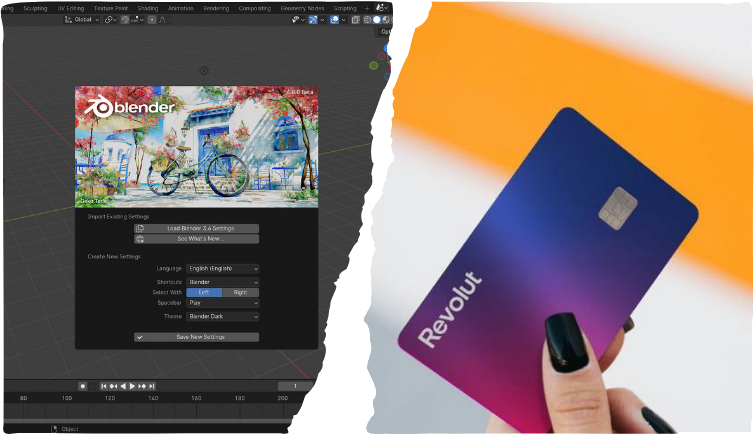 Sculpting UV Editing Texture Paint Shading Animation Rendering Compositing Geometry Nodes Scripting +
Global
blender
Import Existing Settings
Load Blender 3.6 Settings
See What's New
Create New Settings
Language English (English)
Shortcuts Blender
Select With Left Right
Spacebar Play
Theme Blender Dark
Save New Settings
1
80 100 120 140 160 180 200
Object
Revolut